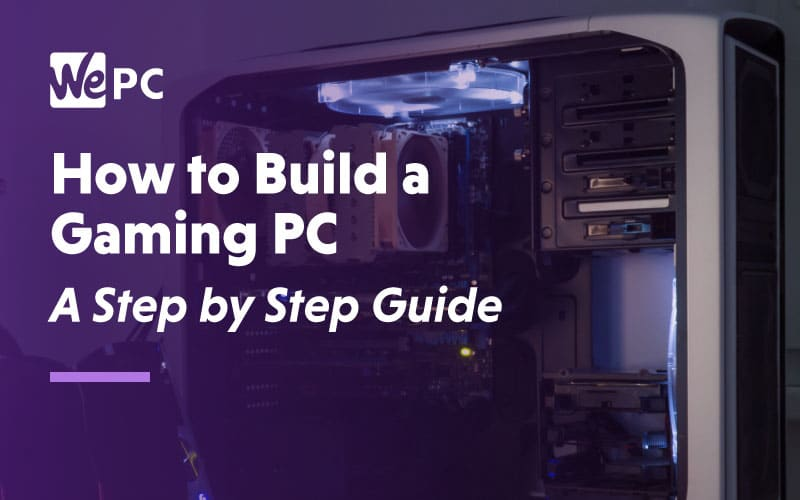 WePC
How to Build a
Gaming PC
A Step by Step Guide